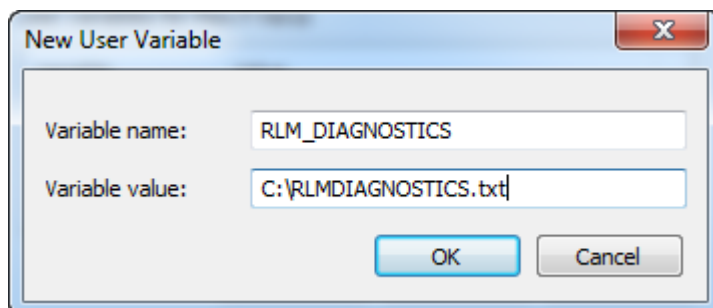 New User Variable
Variable name: RLM_DIAGNOSTICS
Variable value: C:\RLMDIAGNOSTICS.txt
OK Cancel